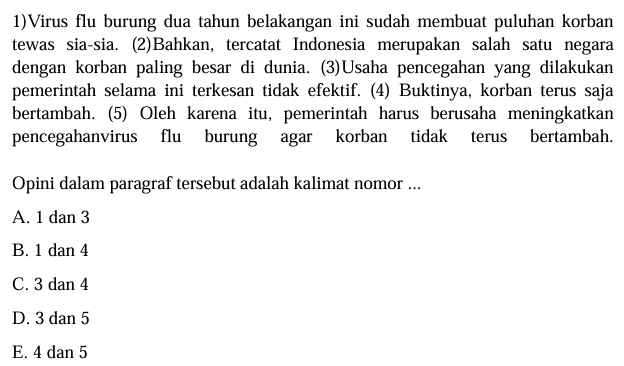 1)Virus flu burung dua tahun belakangan ini sudah membuat puluhan korban
tewas sia-sia. (2)Bahkan, tercatat Indonesia merupakan salah satu negara
dengan korban paling besar di dunia. (3)Usaha pencegahan yang dilakukan
pemerintah selama ini terkesan tidak efektif. (4) Buktinya, korban terus saja
bertambah. (5) Oleh karena itu, pemerintah harus berusaha meningkatkan
pencegahanvirus flu burung agar korban tidak terus bertambah.
Opini dalam paragraf tersebut adalah kalimat nomor ...
A. 1 dan 3
B. 1 dan 4
C. 3 dan 4
D. 3 dan 5
E. 4 dan 5